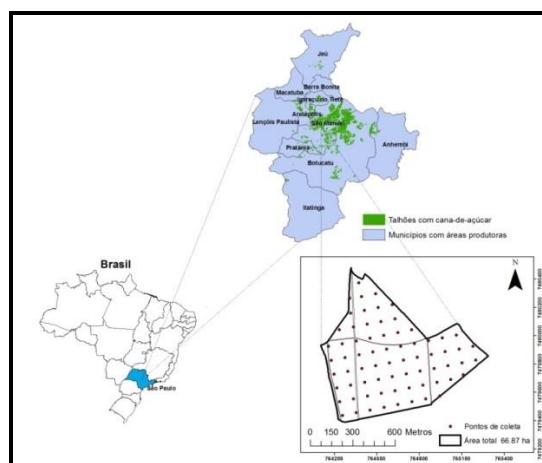 Jaú
Barra Bonita
Macatuba
Igaraçu do Tietê
Areiópolis
São Manuel
Lençóis Paulista
Anhembi
Pratânia
Botucatu
Itatinga
Talhões com cana-de-açúcar
Municípios com áreas produtoras
Brasil
São Paulo
N
Pontos de coleta
Área total 66.87 ha
0 150 300 600 Metros